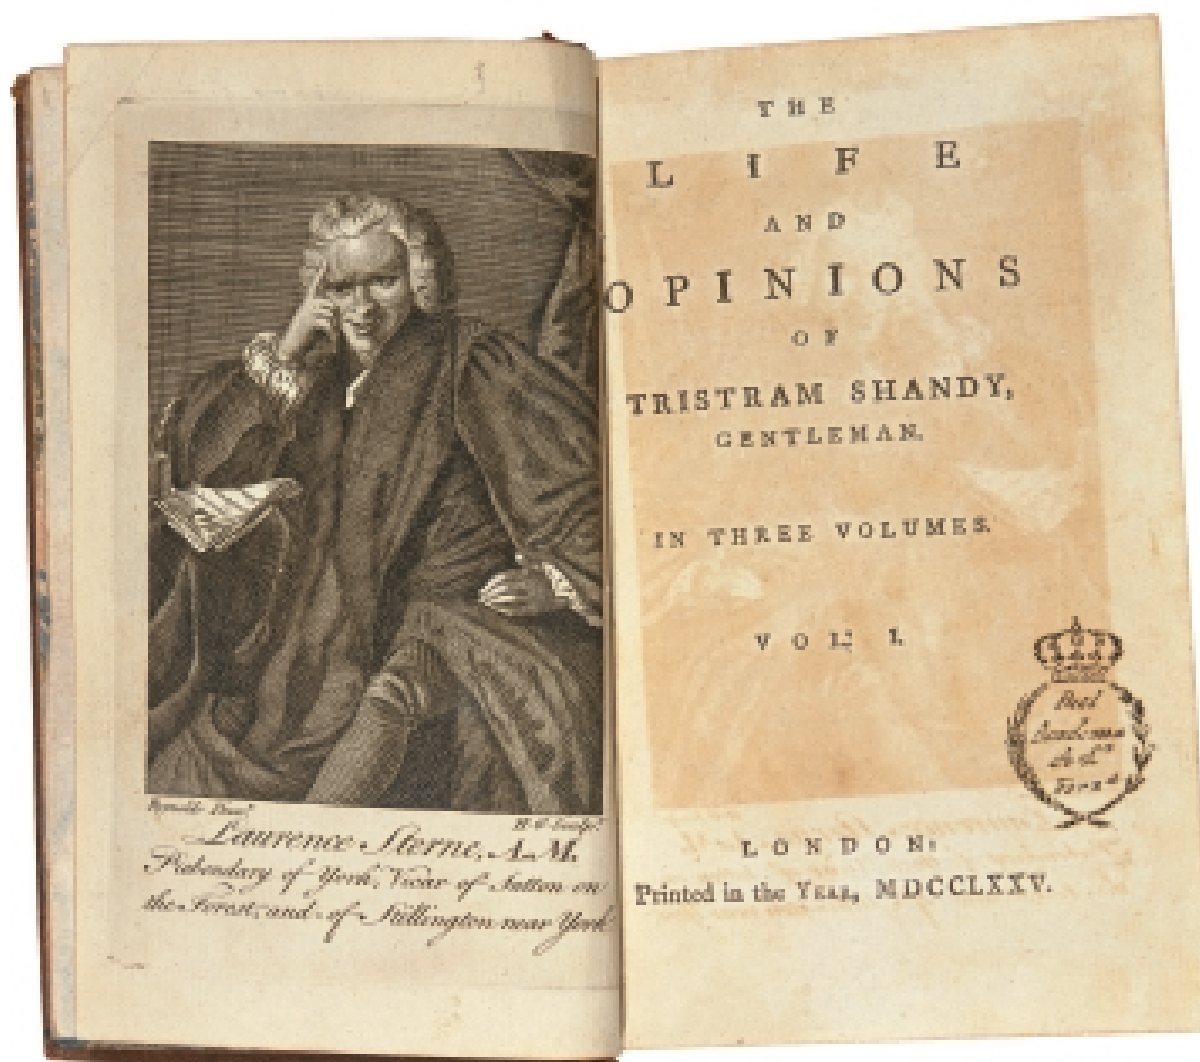 Laurence Sterne, A.M.
Prebendary of York, Vicar of Sutton on
the Forest, and of Stillington near York
THE
LIFE
AND
OPINIONS
OF
TRISTRAM SHANDY,
GENTLEMAN.
IN THREE VOLUMES.
VOL. I.
LONDON:
Printed in the YEAR, MDCCLXXV.